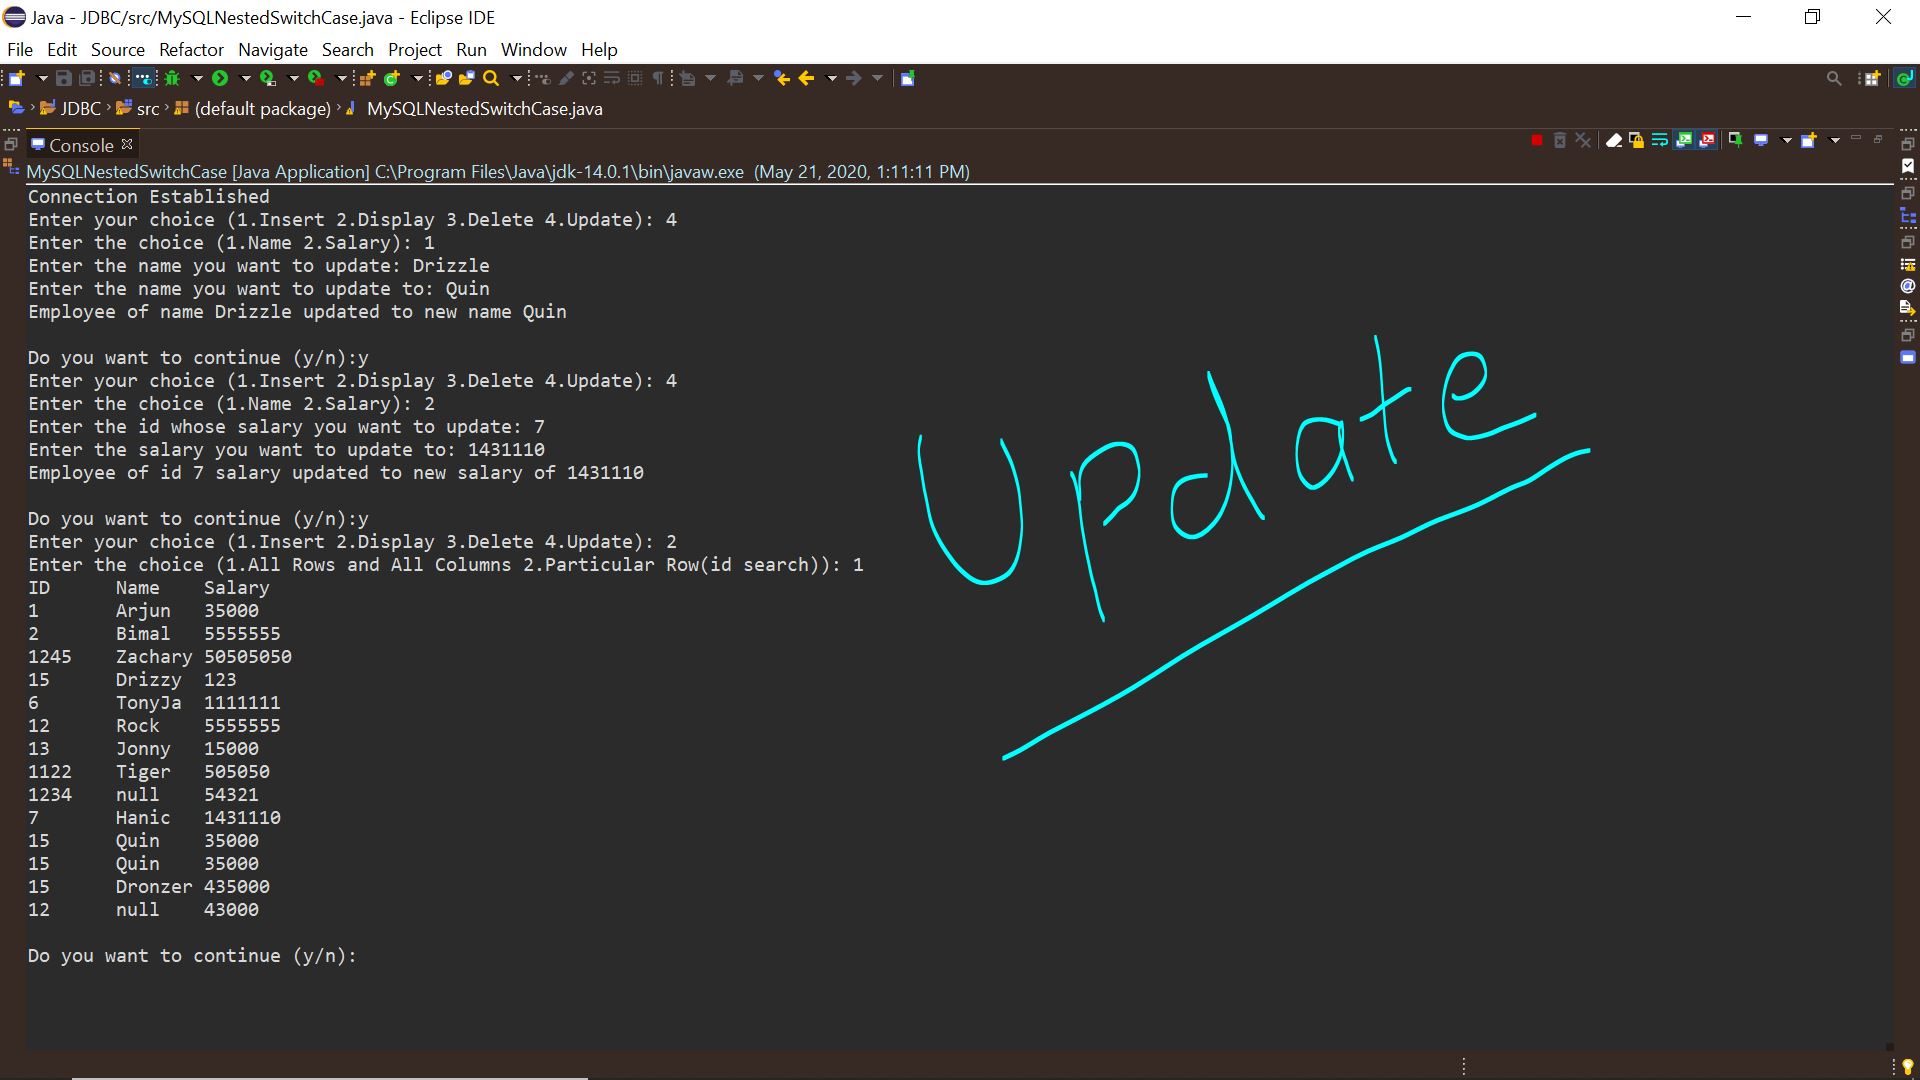 Java - JDBC/src/MySQLNestedSwitchCase.java - Eclipse IDE
File Edit Source Refactor Navigate Search Project Run Window Help
JDBC src (default package) MySQLNestedSwitchCase.java
Console
MySQLNestedSwitchCase [Java Application] C:\Program Files\Java\jdk-14.0.1\bin\javaw.exe (May 21, 2020, 1:11:11 PM)
Connection Established
Enter your choice (1.Insert 2.Display 3.Delete 4.Update): 4
Enter the choice (1.Name 2.Salary): 1
Enter the name you want to update: Drizzle
Enter the name you want to update to: Quin
Employee of name Drizzle updated to new name Quin
Do you want to continue (y/n):y
Enter your choice (1.Insert 2.Display 3.Delete 4.Update): 4
Enter the choice (1.Name 2.Salary): 2
Enter the id whose salary you want to update: 7
Enter the salary you want to update to: 1431110
Employee of id 7 salary updated to new salary of 1431110
Do you want to continue (y/n):y
Enter your choice (1.Insert 2.Display 3.Delete 4.Update): 2
Enter the choice (1.All Rows and All Columns 2.Particular Row(id search)): 1
ID Name Salary
1 Arjun 35000
2 Bimal 5555555
1245 Zachary 50505050
15 Drizzy 123
6 TonyJa 1111111
12 Rock 5555555
13 Jonny 15000
1122 Tiger 505050
1234 null 54321
7 Hanic 1431110
15 Quin 35000
15 Quin 35000
15 Dronzer 435000
12 null 43000
Do you want to continue (y/n):
Update